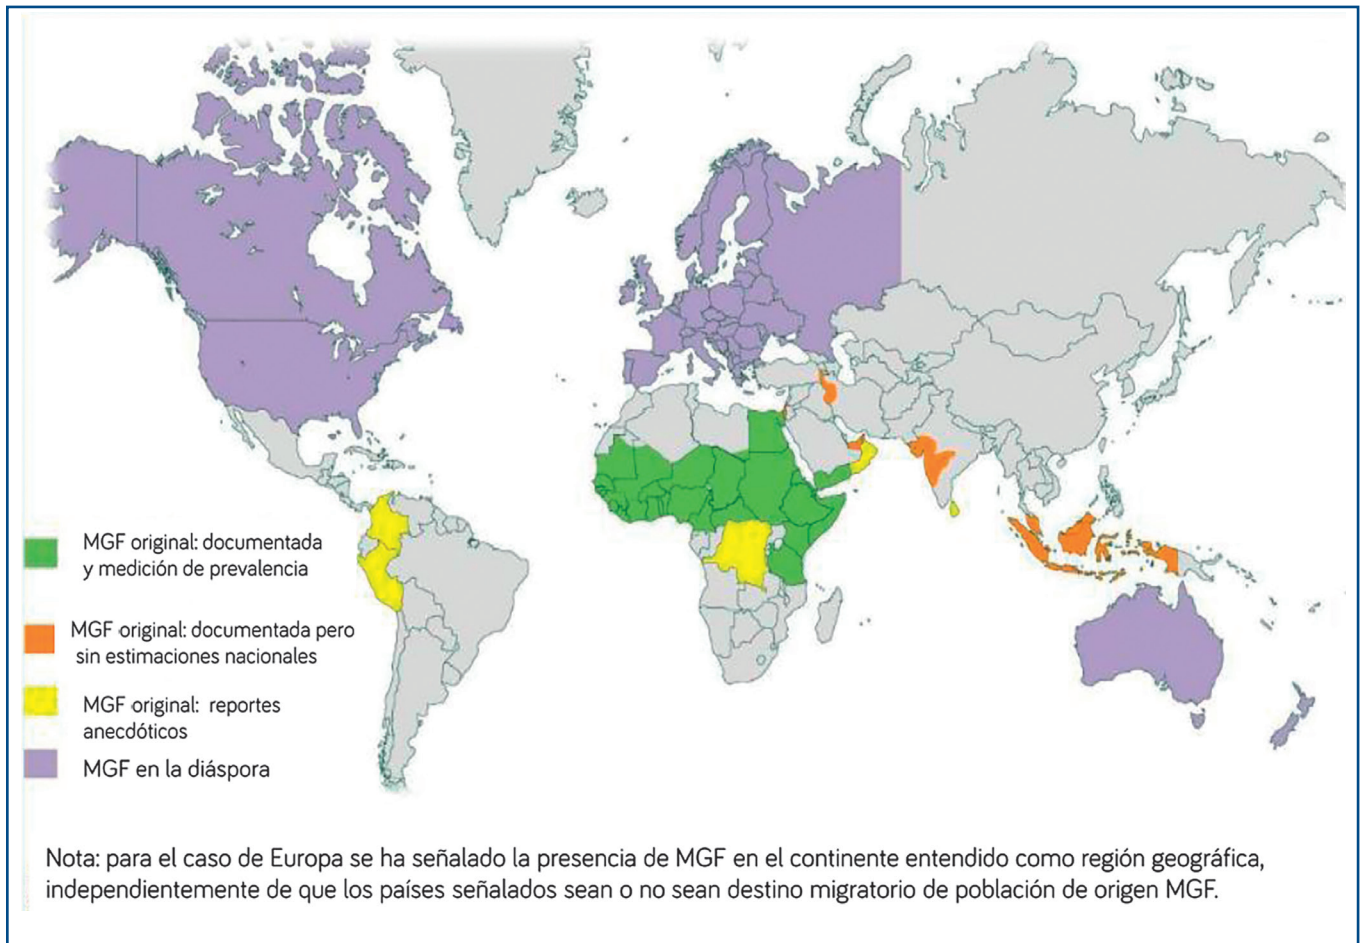 MGF original: documentada
y medición de prevalencia
MGF original: documentada pero
sin estimaciones nacionales
MGF original: reportes
anecdóticos
MGF en la diáspora
Nota: para el caso de Europa se ha señalado la presencia de MGF en el continente entendido como región geográfica,
independientemente de que los países señalados sean o no sean destino migratorio de población de origen MGF.